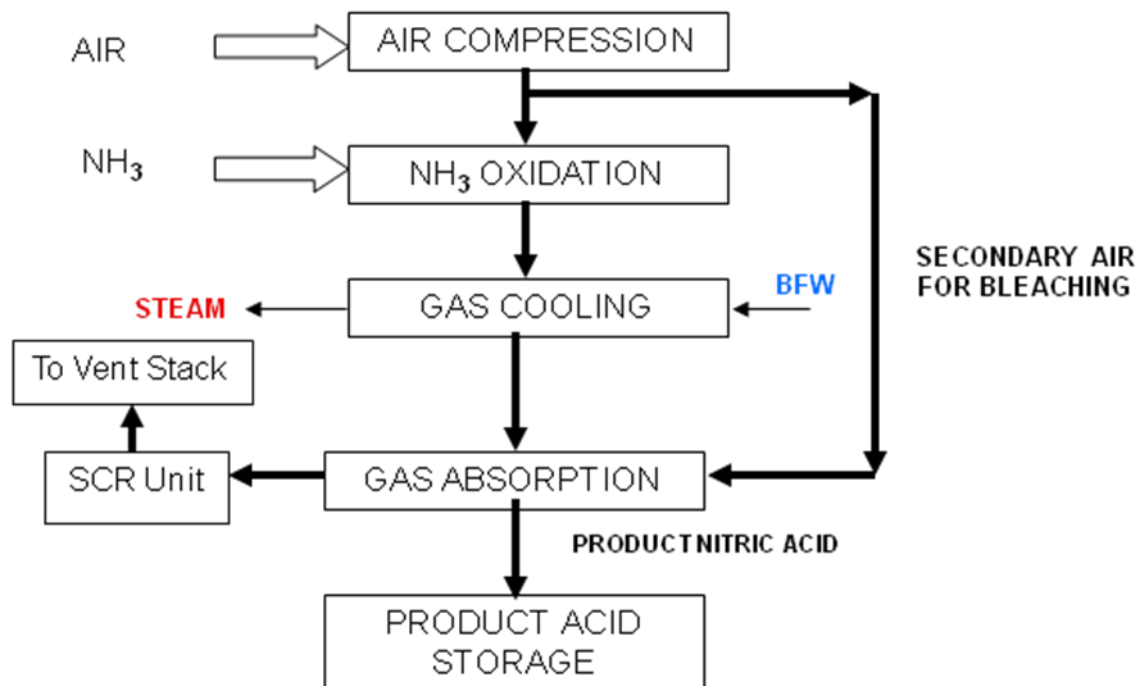 AIR
AIR COMPRESSION
NH₃
NH₃ OXIDATION
SECONDARY AIR
FOR BLEACHING
STEAM
GAS COOLING
BFW
To Vent Stack
SCR Unit
GAS ABSORPTION
PRODUCT NITRIC ACID
PRODUCT ACID
STORAGE